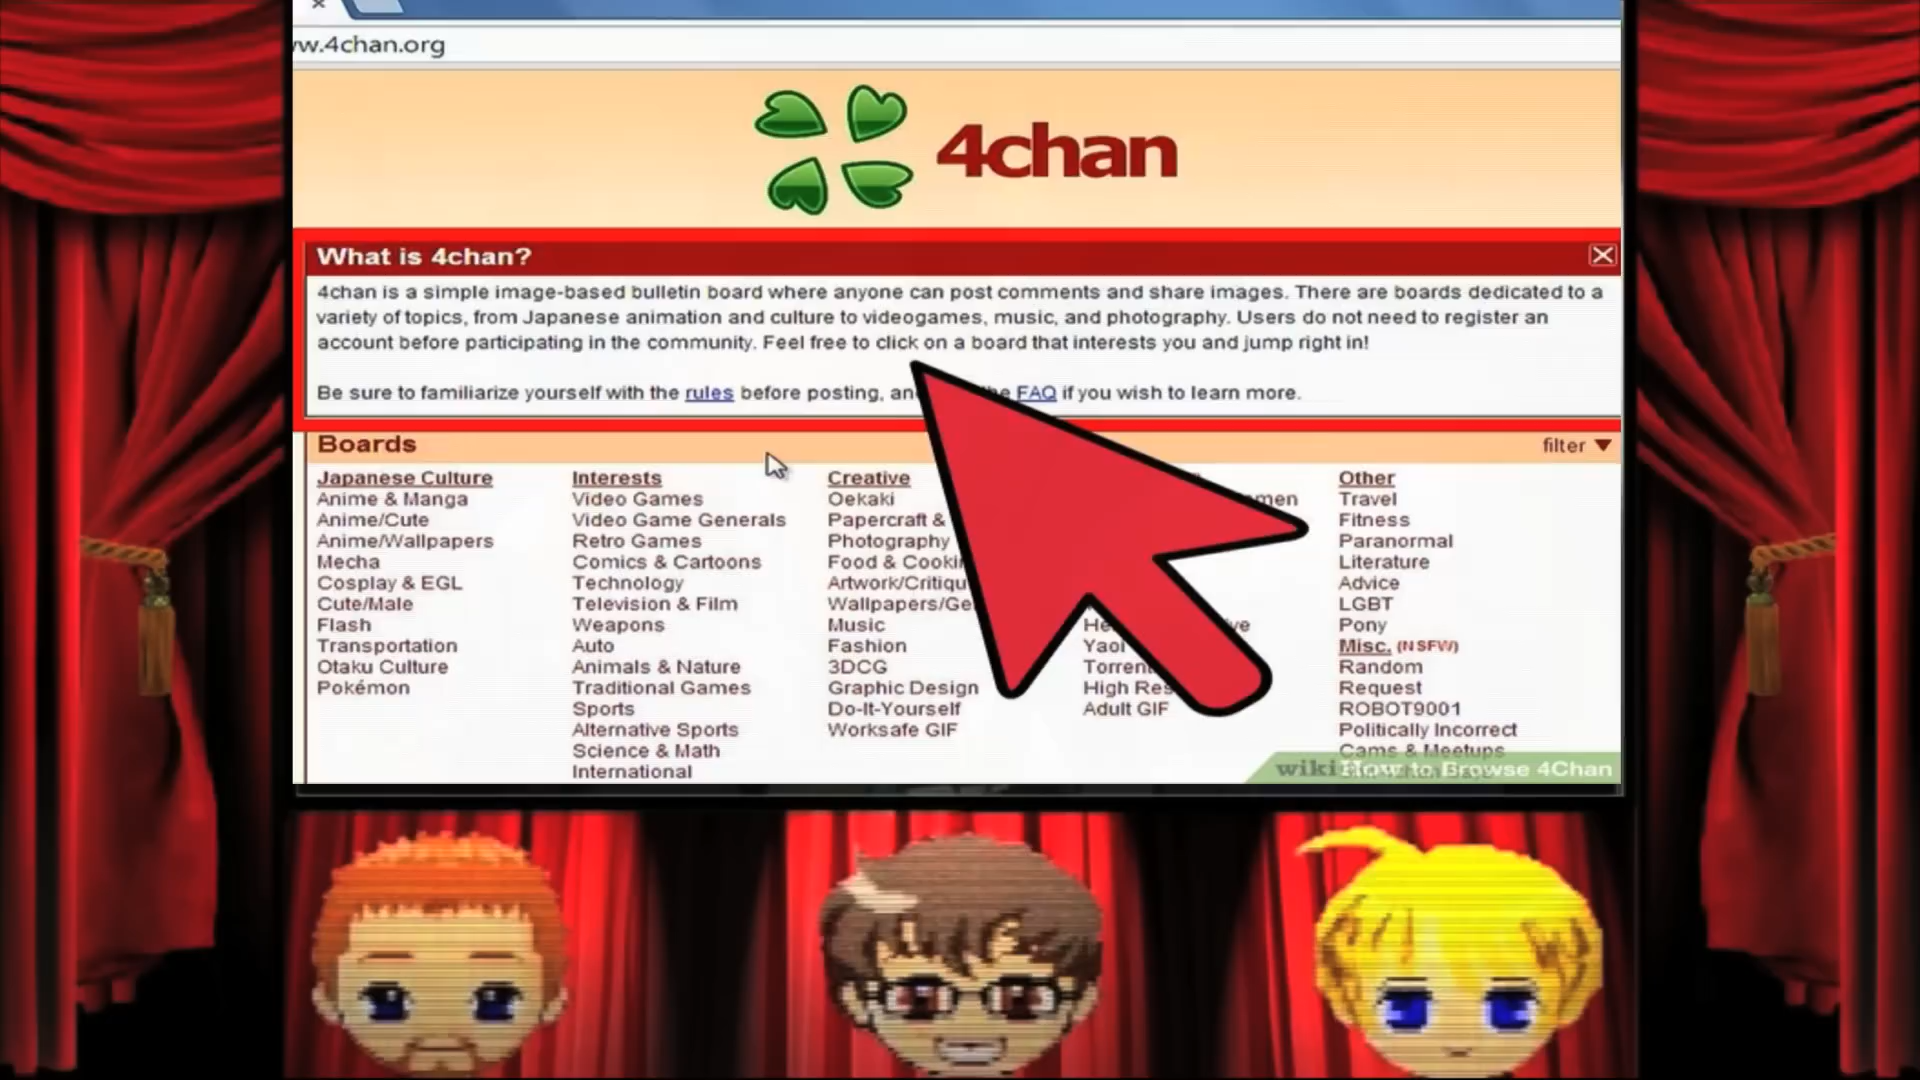 w.4chan.org
4chan
What is 4chan?
4chan is a simple image-based bulletin board where anyone can post comments and share images. There are boards dedicated to a
variety of topics, from Japanese animation and culture to videogames, music, and photography. Users do not need to register an
account before participating in the community. Feel free to click on a board that interests you and jump right in!
Be sure to familiarize yourself with the rules before posting, an FAQ if you wish to learn more.
Boards
filter
Japanese Culture
Anime & Manga
Anime/Cute
Anime/Wallpapers
Mecha
Cosplay & EGL
Cute/Male
Flash
Transportation
Otaku Culture
Pokémon
Interests
Video Games
Video Game Generals
Retro Games
Comics & Cartoons
Technology
Television & Film
Weapons
Auto
Animals & Nature
Traditional Games
Sports
Alternative Sports
Science & Math
International
Creative
Oekaki
Papercraft &
Photography
Food & Cookin
Artwork/Critiqu
Wallpapers/Ge
Music
Fashion
3DCG
Graphic Design
Do-It-Yourself
Worksafe GIF
men
He ve
Yaoi
Torren
High Res
Adult GIF
Other
Travel
Fitness
Paranormal
Literature
Advice
LGBT
Pony
Misc. (NSFW)
Random
Request
ROBOT9001
Politically Incorrect
Cams & Meetups
wiki How to Browse 4Chan